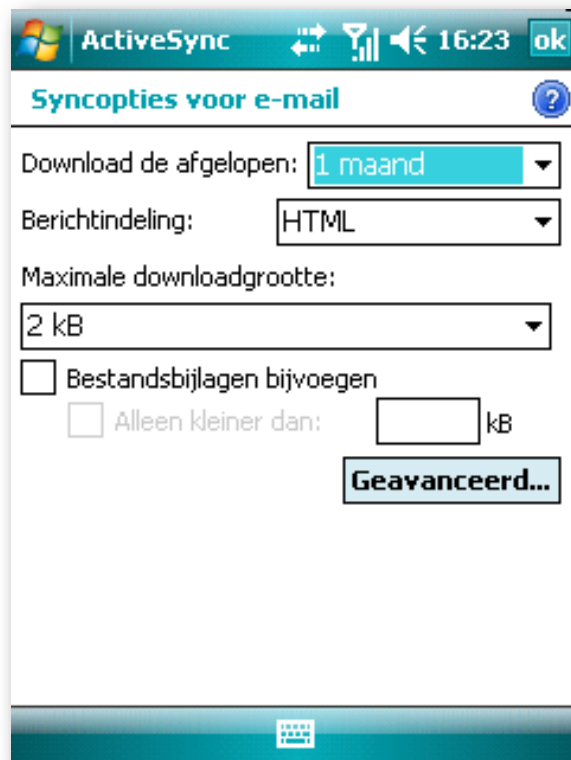 ActiveSync 16:23 ok
Syncopties voor e-mail ?
Download de afgelopen: 1 maand
Berichtindeling: HTML
Maximale downloadgrootte:
2 kB
Bestandsbijlagen bijvoegen
Alleen kleiner dan: kB
Geavanceerd...